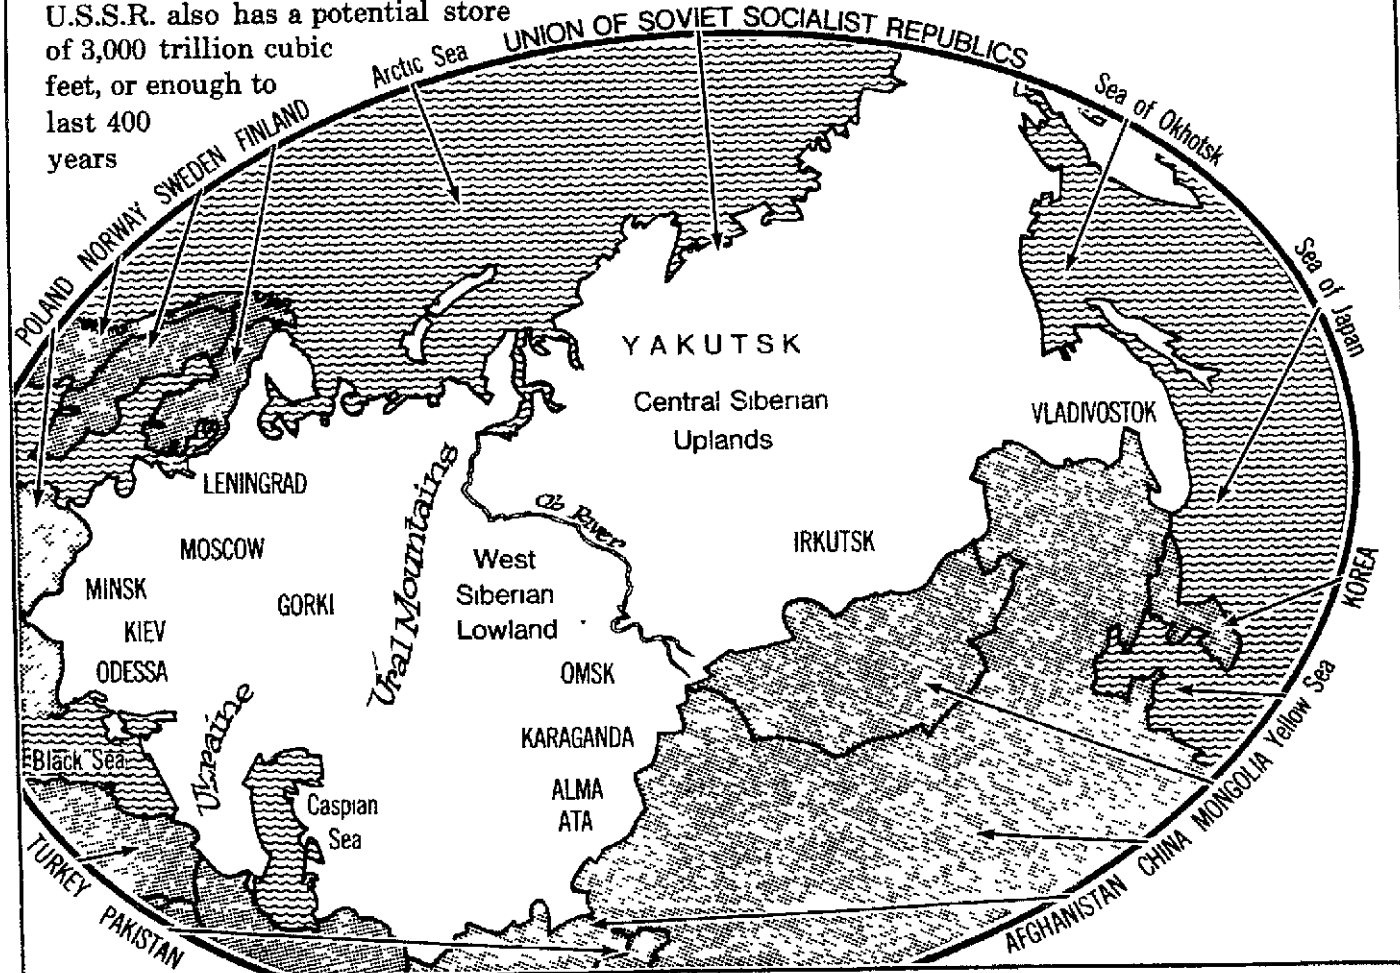 U.S.S.R. also has a potential store
of 3,000 trillion cubic
feet, or enough to
last 400
years
UNION OF SOVIET SOCIALIST REPUBLICS
Arctic Sea
Sea of Okhotsk
FINLAND
SWEDEN
NORWAY
POLAND
Sea of Japan
YAKUTSK
Central Siberian
Uplands
VLADIVOSTOK
LENINGRAD
Ural Mountaing
Ob River
MOSCOW
IRKUTSK
West
Siberian
Lowland
MINSK
GORKI
KIEV
KOREA
ODESSA
OMSK
Ukraine
KARAGANDA
Black Sea
Yellow Sea
ALMA
ATA
Caspian
Sea
MONGOLIA
TURKEY
CHINA
PAKISTAN
AFGHANISTAN